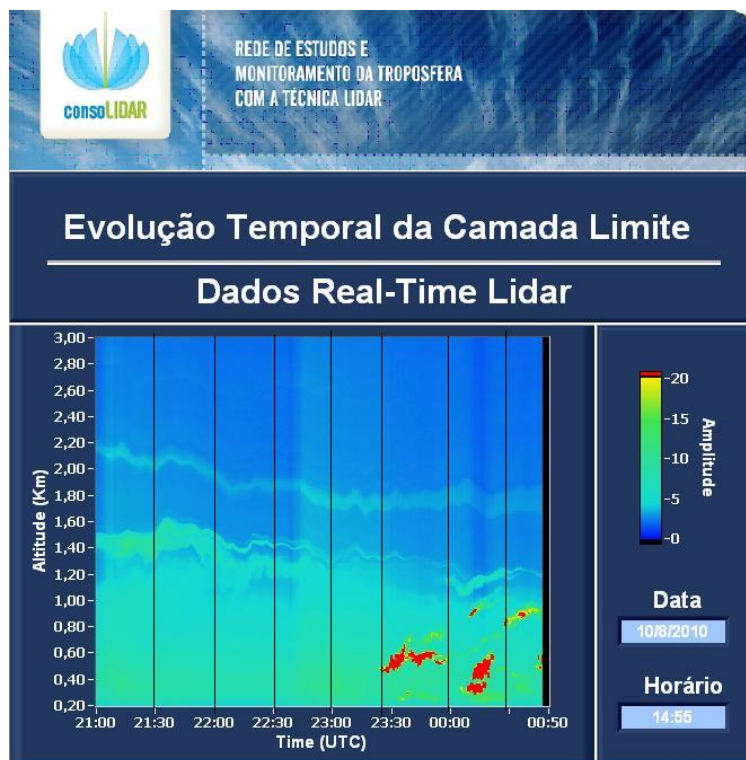 consoLIDAR
REDE DE ESTUDOS E
MONITORAMENTO DA TROPOSFERA
COM A TÉCNICA LIDAR
Evolução Temporal da Camada Limite
Dados Real-Time Lidar
3,00
2,80
2,60
2,40
2,20
2,00
1,80
1,60
1,40
1,20
1,00
0,80
0,60
0,40
0,20
Altitude (Km)
21:00 21:30 22:00 22:30 23:00 23:30 00:00 00:50
Time (UTC)
20
15
10
5
0
Amplitude
Data
10/8/2010
Horário
14:55